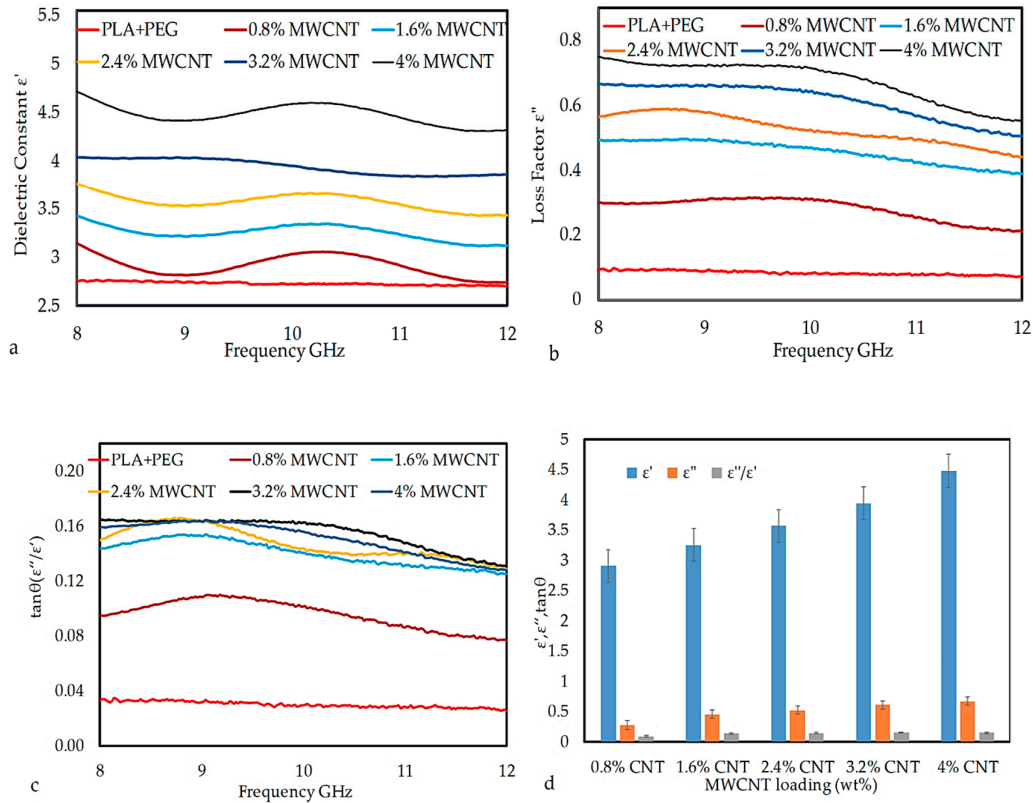 PLA+PEG 0.8% MWCNT 1.6% MWCNT
2.4% MWCNT 3.2% MWCNT 4% MWCNT
Dielectric Constant ε'
5.5
5
4.5
4
3.5
3
2.5
8 9 10 11 12
Frequency GHz
a
PLA+PEG 0.8% MWCNT 1.6% MWCNT
2.4% MWCNT 3.2% MWCNT 4% MWCNT
Loss Factor ε"
0.8
0.6
0.4
0.2
0
8 9 10 11 12
Frequency GHz
b
PLA+PEG 0.8% MWCNT 1.6% MWCNT
2.4% MWCNT 3.2% MWCNT 4% MWCNT
tanθ(ε″/ε′)
0.20
0.16
0.12
0.08
0.04
0.00
8 9 10 11 12
Frequency GHz
c
ε' ε" ε"/ε'
ε′,ε″,tanθ
5
4.5
4
3.5
3
2.5
2
1.5
1
0.5
0
0.8% CNT 1.6% CNT 2.4% CNT 3.2% CNT 4% CNT
MWCNT loading (wt%)
d